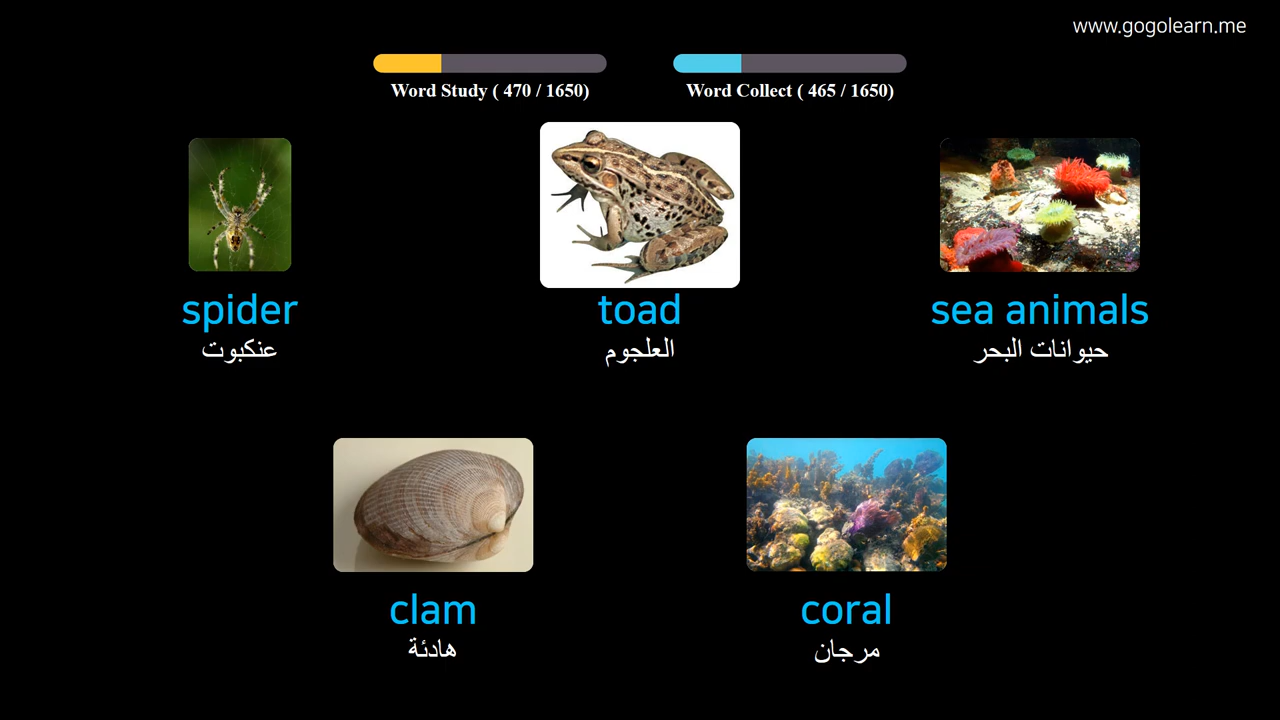 www.gogolearn.me
Word Study ( 470 / 1650)
Word Collect ( 465 / 1650)
spider
عنكبوت
toad
العلجوم
sea animals
حيوانات البحر
clam
هادئة
coral
مرجان